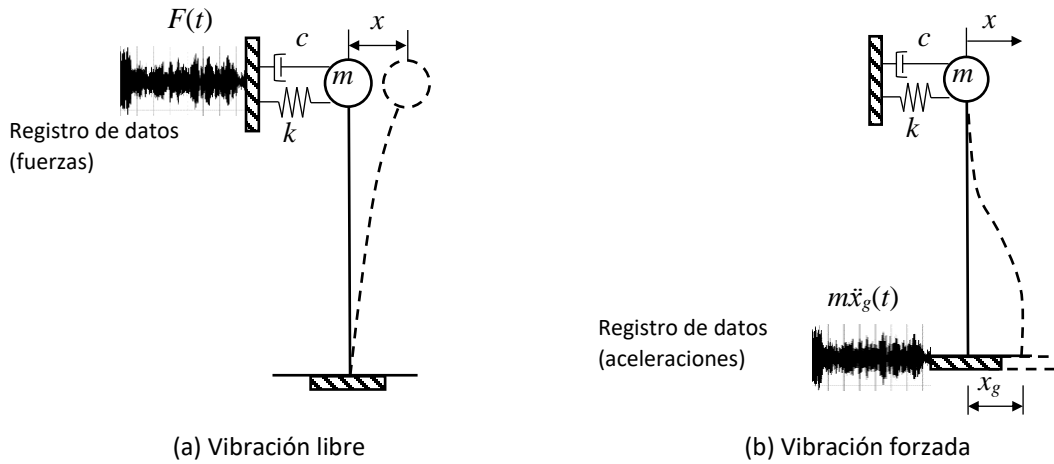 F(t)
x
c
m
k
Registro de datos
(fuerzas)
(a) Vibración libre
x
c
m
k
mẍg(t)
Registro de datos
(aceleraciones)
xg
(b) Vibración forzada